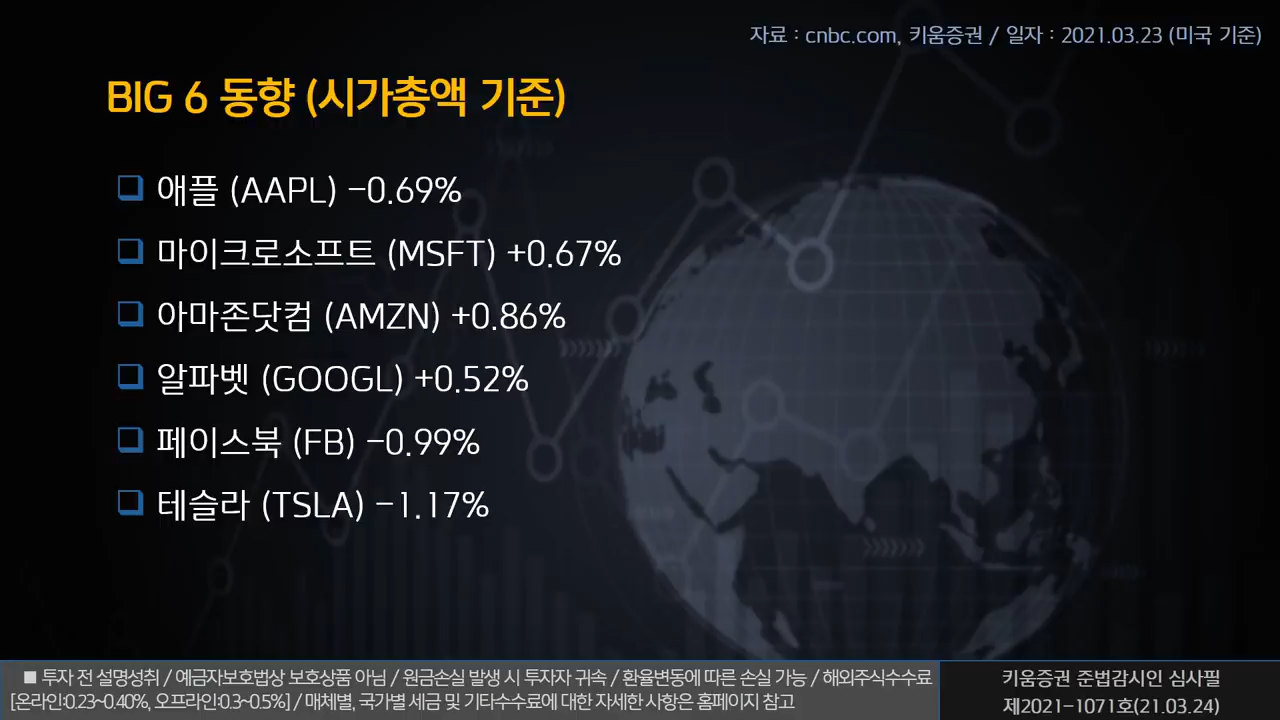 자료 : cnbc.com, 키움증권 / 일자 : 2021.03.23 (미국 기준)
BIG 6 동향 (시가총액 기준)
애플 (AAPL) -0.69%
마이크로소프트 (MSFT) +0.67%
아마존닷컴 (AMZN) +0.86%
알파벳 (GOOGL) +0.52%
페이스북 (FB) -0.99%
테슬라 (TSLA) -1.17%
■ 투자 전 설명성취 / 예금자보호법상 보호상품 아님 / 원금손실 발생 시 투자자 귀속 / 환율변동에 따른 손실 가능 / 해외주식수수료
[온라인:0.23~0.40%, 오프라인:0.3~0.5%] / 매체별, 국가별 세금 및 기타수수료에 대한 자세한 사항은 홈페이지 참고
키움증권 준법감시인 심사필
제2021-1071호(21.03.24)